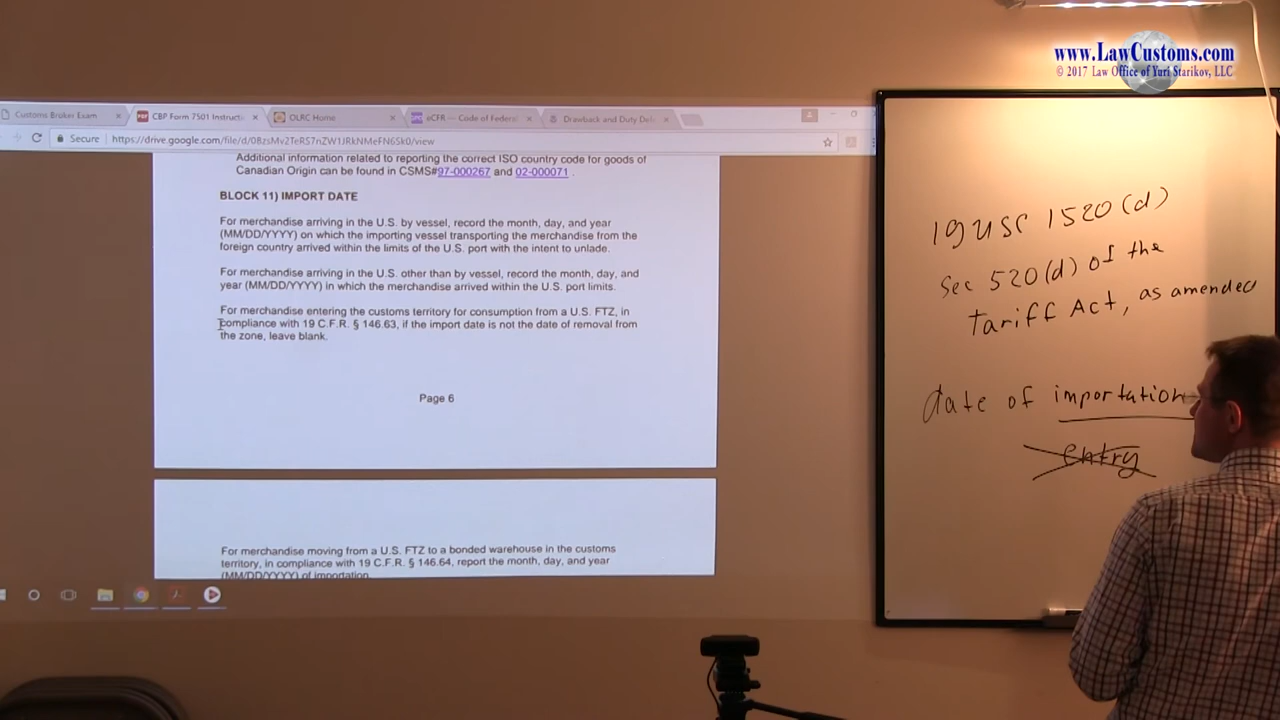 www.LawCustoms.com
© 2017 Law Office of Yuri Starikov, LLC
Customs Broker Exam
CBP Form 7501 Instructi
OLRC Home
eCFR — Code of Federal
Drawback and Duty Def
Secure
https://drive.google.com/file/d/
/view
Additional information related to reporting the correct ISO country code for goods of
Canadian Origin can be found in CSMS#97-000267 and 02-000071 .
BLOCK 11) IMPORT DATE
For merchandise arriving in the U.S. by vessel, record the month, day, and year
(MM/DD/YYYY) on which the importing vessel transporting the merchandise from the
foreign country arrived within the limits of the U.S. port with the intent to unlade.
For merchandise arriving in the U.S. other than by vessel, record the month, day, and
year (MM/DD/YYYY) in which the merchandise arrived within the U.S. port limits.
For merchandise entering the customs territory for consumption from a U.S. FTZ, in
compliance with 19 C.F.R. § 146.63, if the import date is not the date of removal from
the zone, leave blank.
Page 6
For merchandise moving from a U.S. FTZ to a bonded warehouse in the customs
territory, in compliance with 19 C.F.R. § 146.64, report the month, day, and year
(MM/DD/YYYY) of importation.
19 USC 1520 (d)
Sec 520(d) of the
Tariff Act, as amended
date of importation
entry